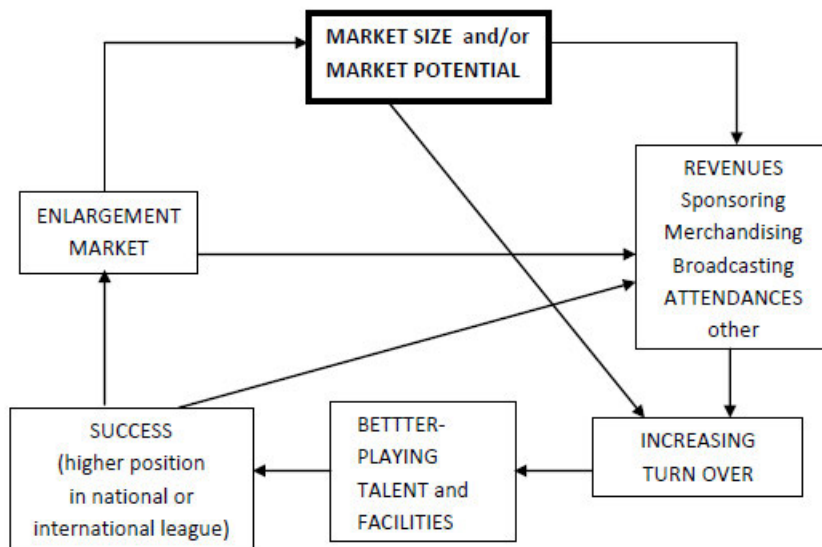 MARKET SIZE and/or
MARKET POTENTIAL
REVENUES
Sponsoring
Merchandising
Broadcasting
ATTENDANCES
other
ENLARGEMENT
MARKET
SUCCESS
(higher position
in national or
international league)
BETTTER-
PLAYING
TALENT and
FACILITIES
INCREASING
TURN OVER